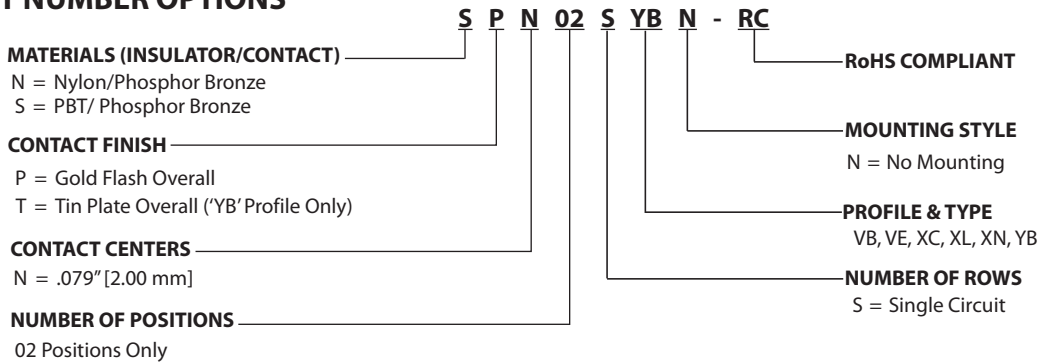 S P N 02 S YB N - RC
MATERIALS (INSULATOR/CONTACT)
N = Nylon/Phosphor Bronze
S = PBT/ Phosphor Bronze
CONTACT FINISH
P = Gold Flash Overall
T = Tin Plate Overall ('YB' Profile Only)
CONTACT CENTERS
N = .079" [2.00 mm]
NUMBER OF POSITIONS
02 Positions Only
RoHS COMPLIANT
MOUNTING STYLE
N = No Mounting
PROFILE & TYPE
VB, VE, XC, XL, XN, YB
NUMBER OF ROWS
S = Single Circuit